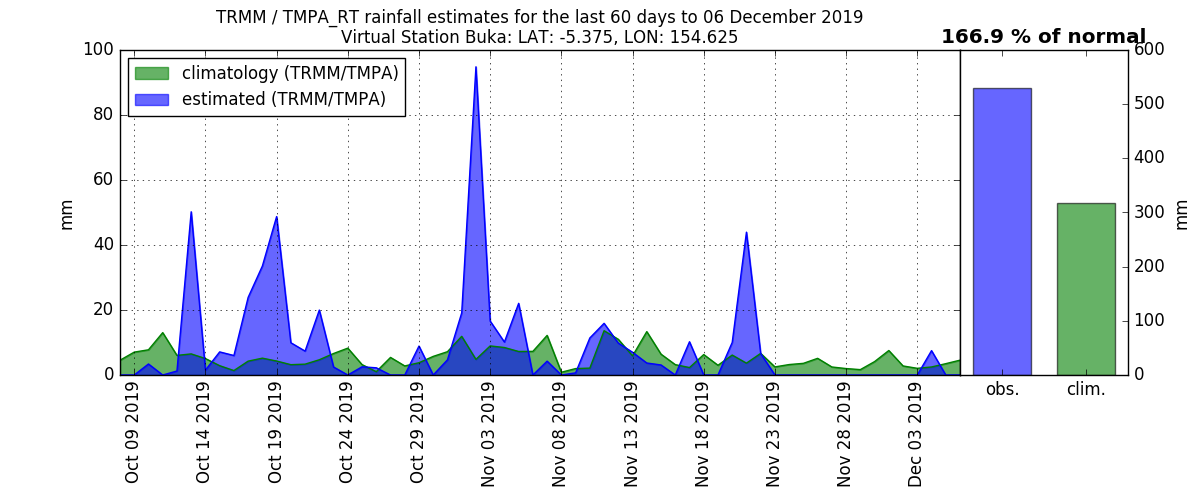 TRMM / TMPA_RT rainfall estimates for the last 60 days to 06 December 2019
Virtual Station Buka: LAT: -5.375, LON: 154.625
166.9 % of normal
climatology (TRMM/TMPA)
estimated (TRMM/TMPA)
mm
100
80
60
40
20
0
Oct 09 2019
Oct 14 2019
Oct 19 2019
Oct 24 2019
Oct 29 2019
Nov 03 2019
Nov 08 2019
Nov 13 2019
Nov 18 2019
Nov 23 2019
Nov 28 2019
Dec 03 2019
obs.
clim.
600
500
400
300
200
100
0
mm